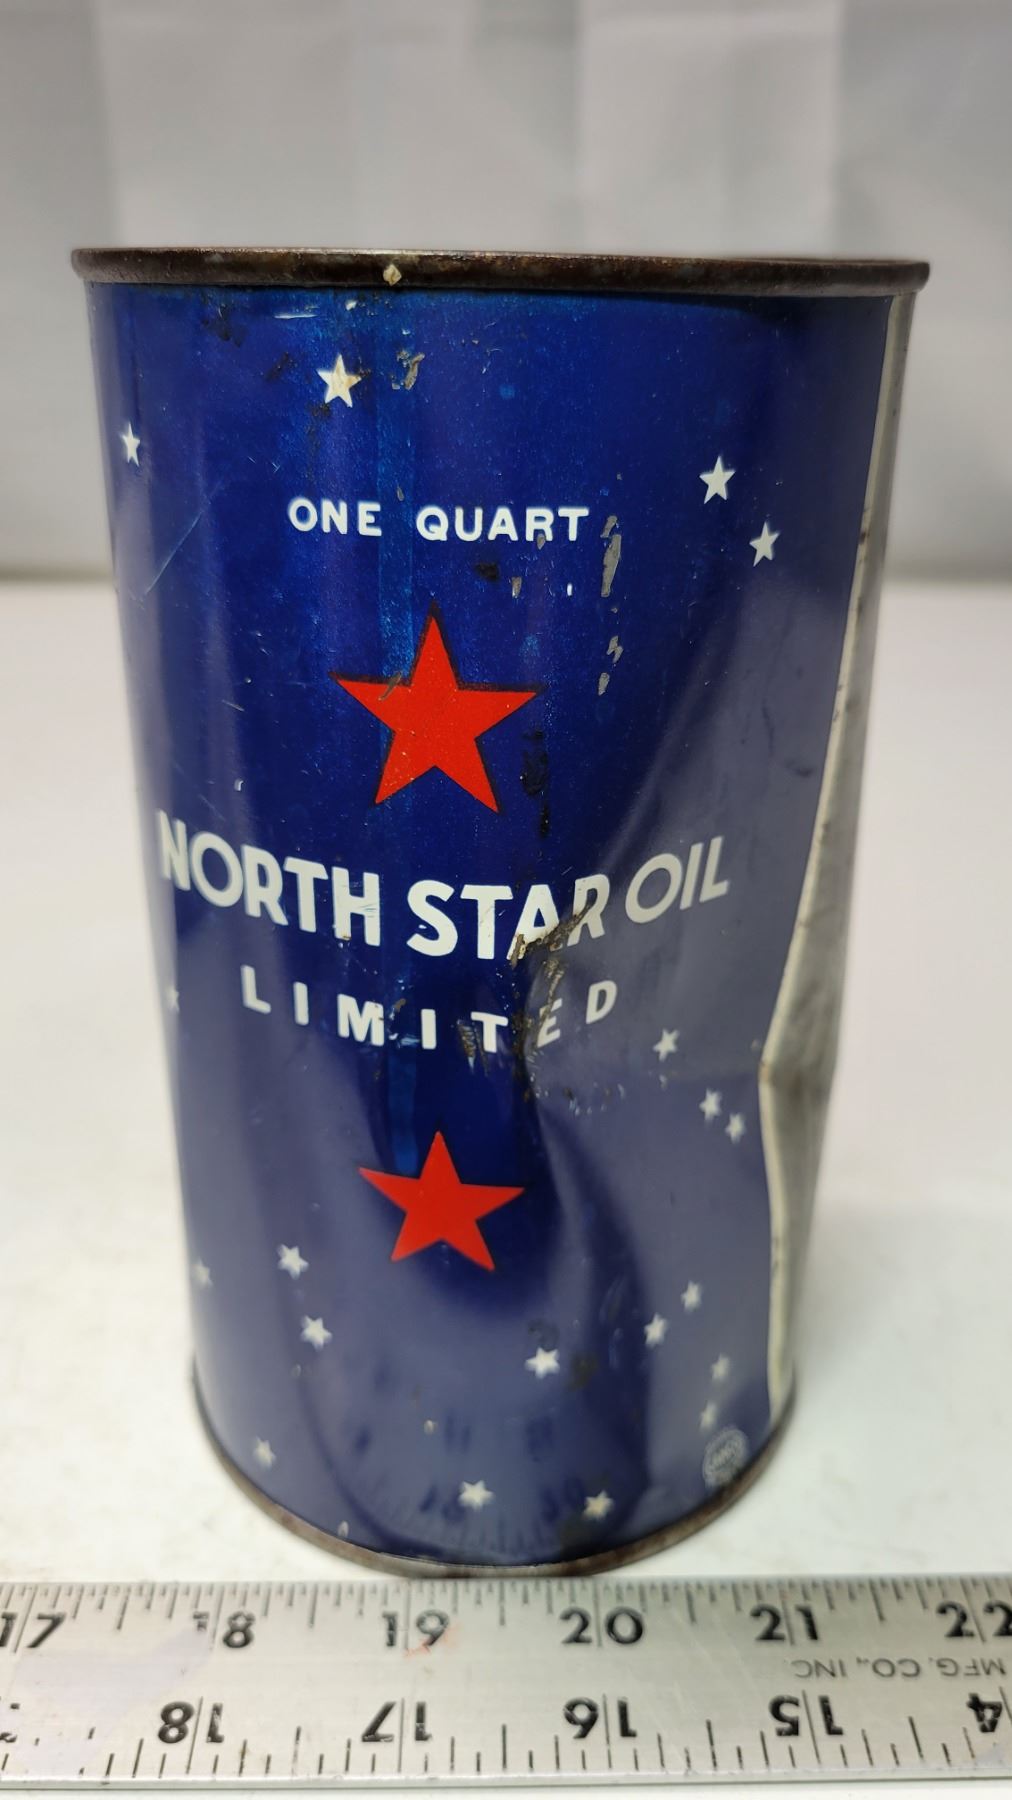 ONE QUART
NORTH STAR OIL
LIMITED
17 18 19 20 21 22
MFG. CO., INC.
18 17 16 15 14